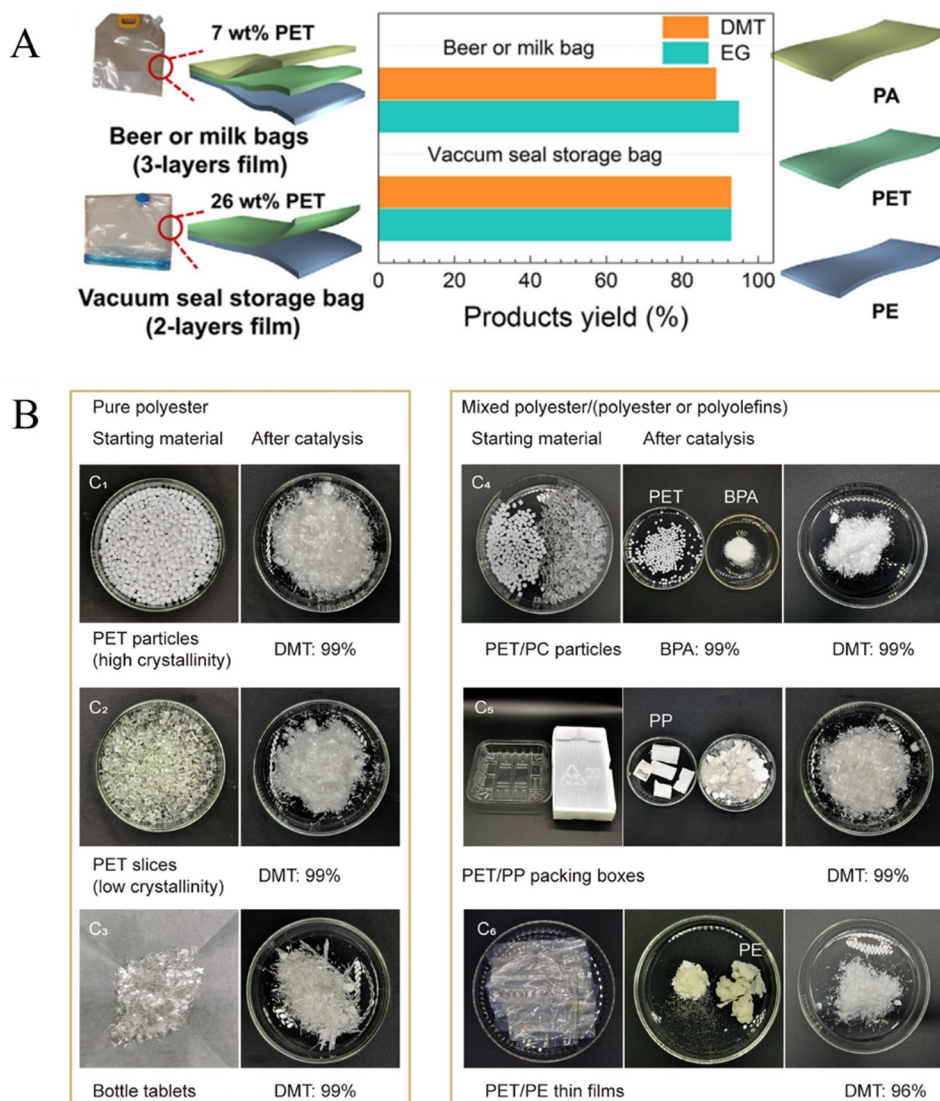 A
7 wt% PET
Beer or milk bags
(3-layers film)
26 wt% PET
Vacuum seal storage bag
(2-layers film)
DMT
EG
Beer or milk bag
Vaccum seal storage bag
0 20 40 60 80 100
Products yield (%)
PA
PET
PE
B
Pure polyester
Starting material After catalysis
C₁
PET particles
(high crystallinity)
DMT: 99%
C₂
PET slices
(low crystallinity)
DMT: 99%
C₃
Bottle tablets
DMT: 99%
Mixed polyester/(polyester or polyolefins)
Starting material After catalysis
C₄
PET BPA
PET/PC particles BPA: 99% DMT: 99%
C₅
PP
PET/PP packing boxes DMT: 99%
C₆
PE
PET/PE thin films DMT: 96%